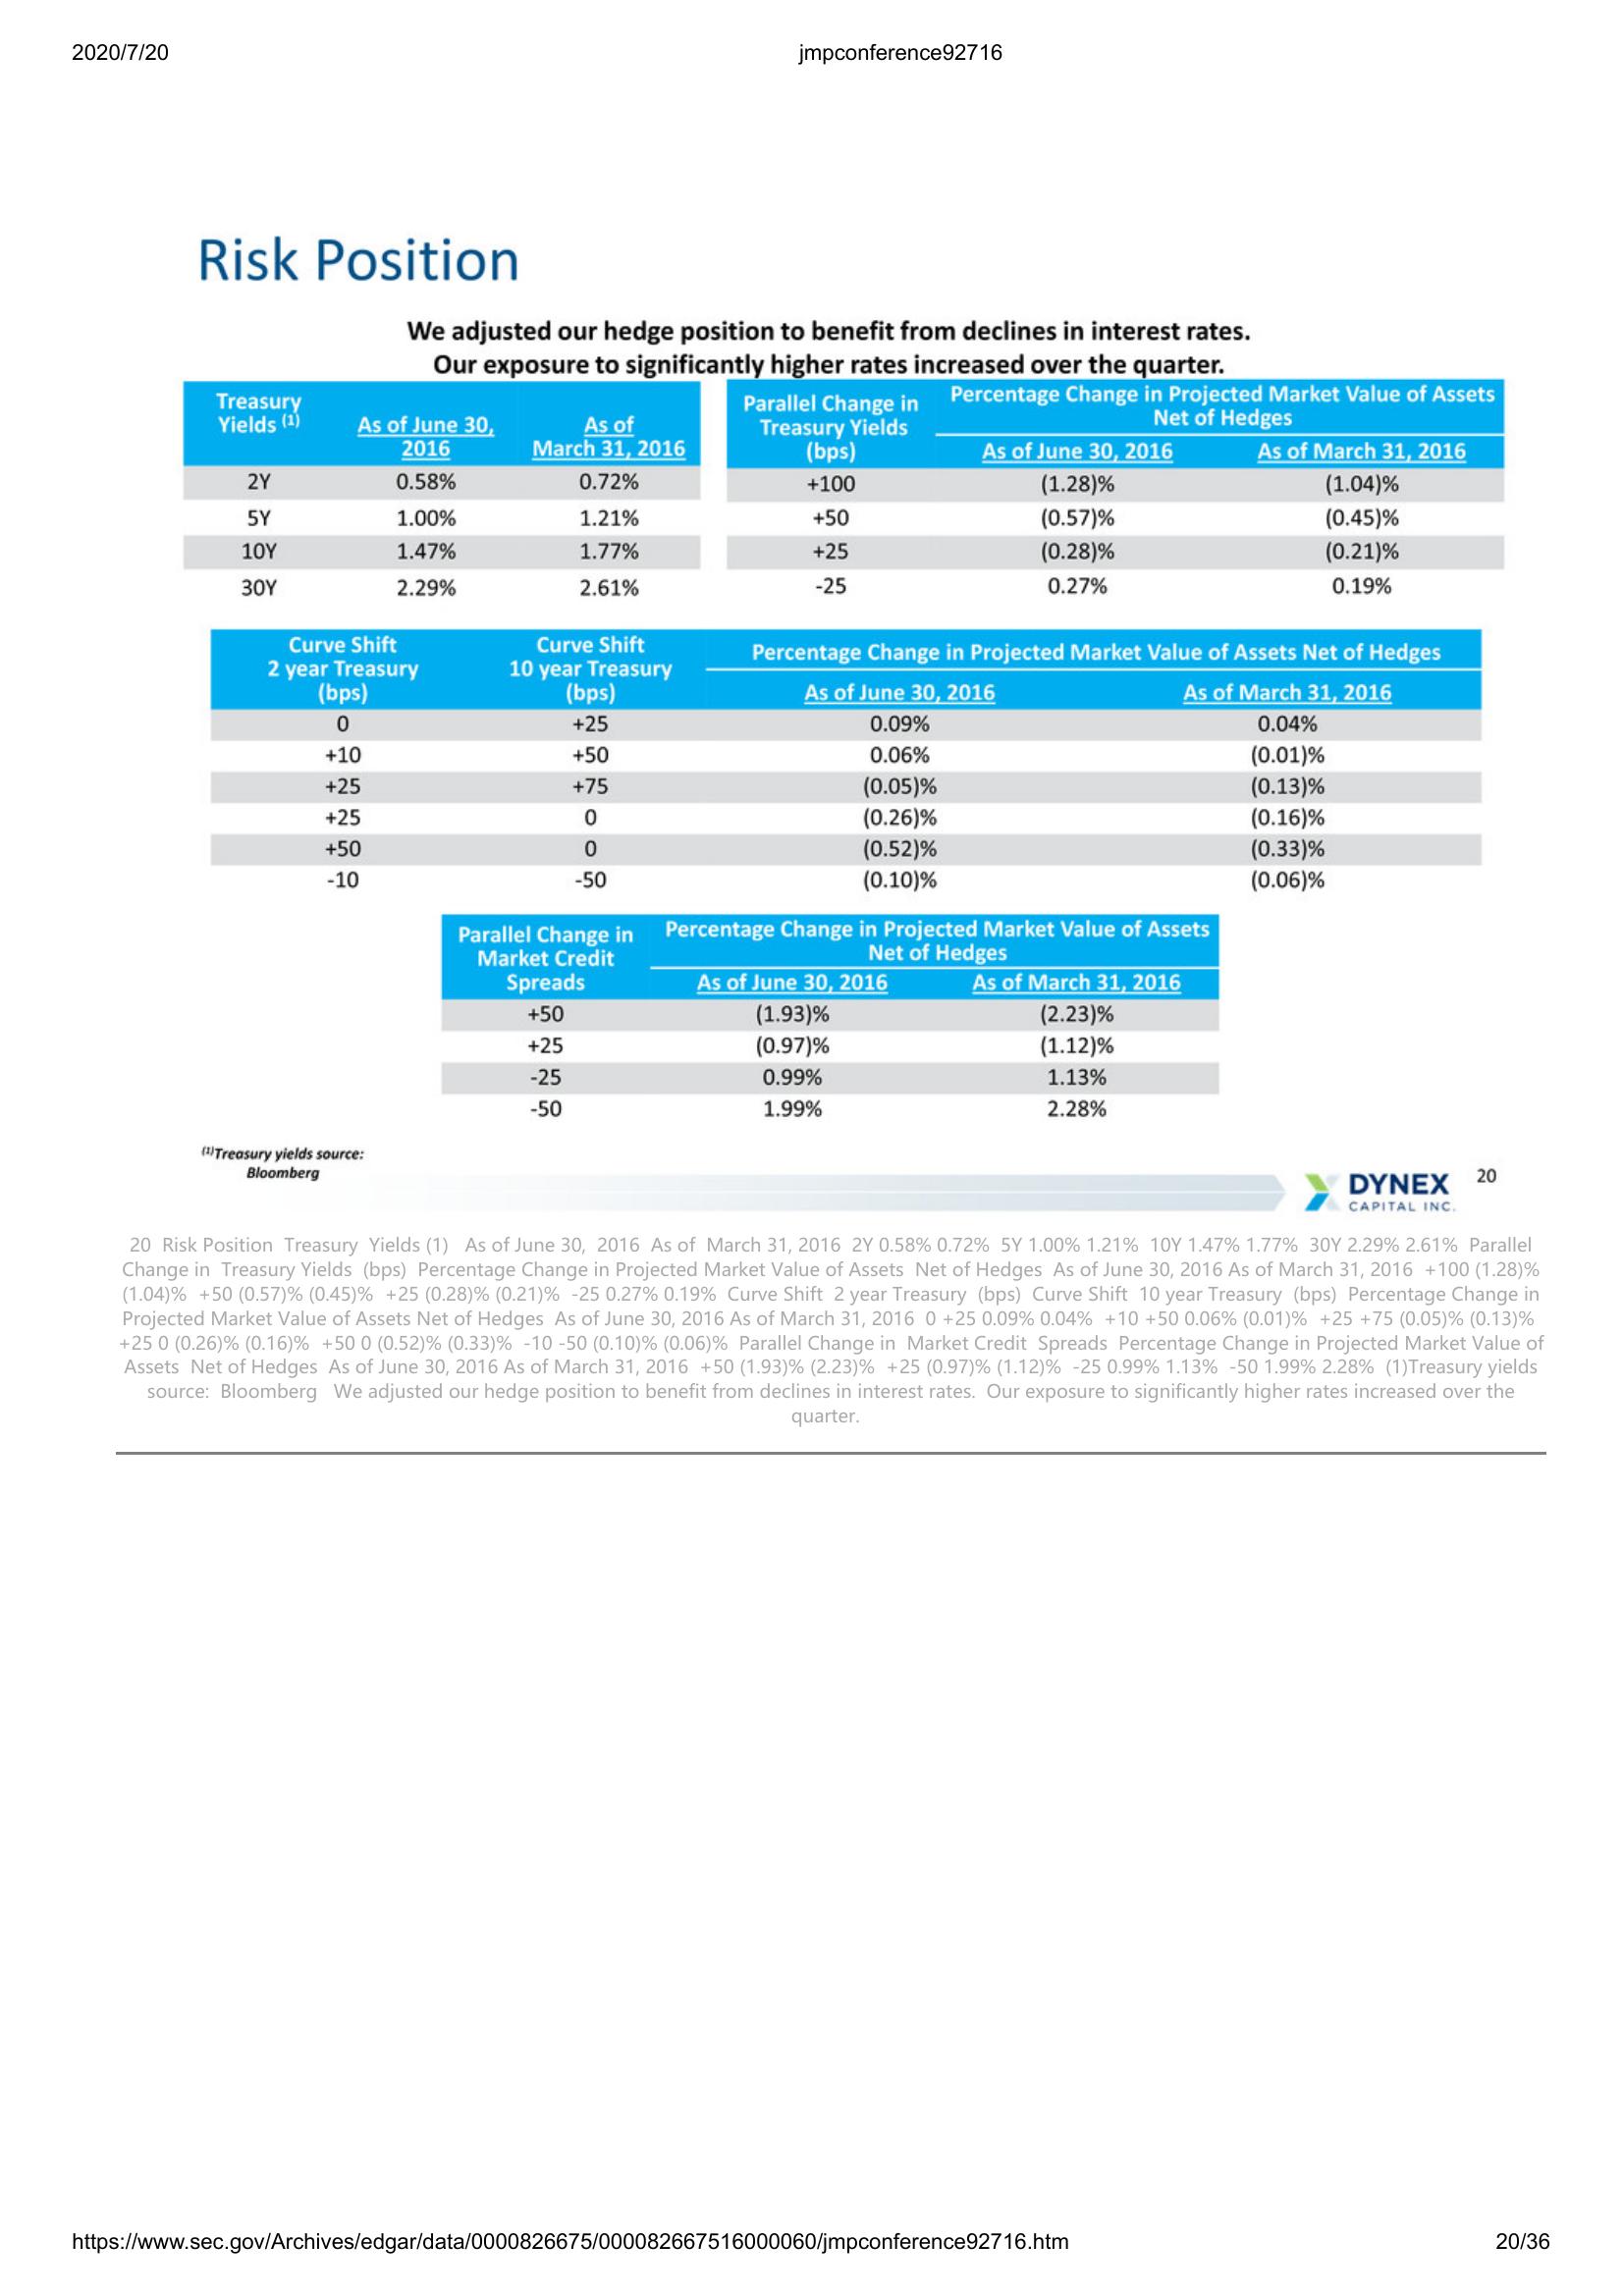 2020/7/20 jmpconference92716
Risk Position
We adjusted our hedge position to benefit from declines in interest rates.
Our exposure to significantly higher rates increased over the quarter.
Treasury
Yields (1) As of June 30, As of
2016 March 31, 2016
2Y 0.58% 0.72%
5Y 1.00% 1.21%
10Y 1.47% 1.77%
30Y 2.29% 2.61%
Parallel Change in Percentage Change in Projected Market Value of Assets
Treasury Yields Net of Hedges
(bps) As of June 30, 2016 As of March 31, 2016
+100 (1.28)% (1.04)%
+50 (0.57)% (0.45)%
+25 (0.28)% (0.21)%
-25 0.27% 0.19%
Curve Shift Curve Shift Percentage Change in Projected Market Value of Assets Net of Hedges
2 year Treasury 10 year Treasury
(bps) (bps) As of June 30, 2016 As of March 31, 2016
0 +25 0.09% 0.04%
+10 +50 0.06% (0.01)%
+25 +75 (0.05)% (0.13)%
+25 0 (0.26)% (0.16)%
+50 0 (0.52)% (0.33)%
-10 -50 (0.10)% (0.06)%
Parallel Change in Percentage Change in Projected Market Value of Assets
Market Credit Net of Hedges
Spreads As of June 30, 2016 As of March 31, 2016
+50 (1.93)% (2.23)%
+25 (0.97)% (1.12)%
-25 0.99% 1.13%
-50 1.99% 2.28%
(1)Treasury yields source:
Bloomberg
DYNEX
CAPITAL INC.
20
20 Risk Position Treasury Yields (1) As of June 30, 2016 As of March 31, 2016 2Y 0.58% 0.72% 5Y 1.00% 1.21% 10Y 1.47% 1.77% 30Y 2.29% 2.61% Parallel
Change in Treasury Yields (bps) Percentage Change in Projected Market Value of Assets Net of Hedges As of June 30, 2016 As of March 31, 2016 +100 (1.28)%
(1.04)% +50 (0.57)% (0.45)% +25 (0.28)% (0.21)% -25 0.27% 0.19% Curve Shift 2 year Treasury (bps) Curve Shift 10 year Treasury (bps) Percentage Change in
Projected Market Value of Assets Net of Hedges As of June 30, 2016 As of March 31, 2016 0 +25 0.09% 0.04% +10 +50 0.06% (0.01)% +25 +75 (0.05)% (0.13)%
+25 0 (0.26)% (0.16)% +50 0 (0.52)% (0.33)% -10 -50 (0.10)% (0.06)% Parallel Change in Market Credit Spreads Percentage Change in Projected Market Value of
Assets Net of Hedges As of June 30, 2016 As of March 31, 2016 +50 (1.93)% (2.23)% +25 (0.97)% (1.12)% -25 0.99% 1.13% -50 1.99% 2.28% (1)Treasury yields
source: Bloomberg We adjusted our hedge position to benefit from declines in interest rates. Our exposure to significantly higher rates increased over the
quarter.
https://www.sec.gov/Archives/edgar/data/0000826675/000082667516000060/jmpconference92716.htm 20/36